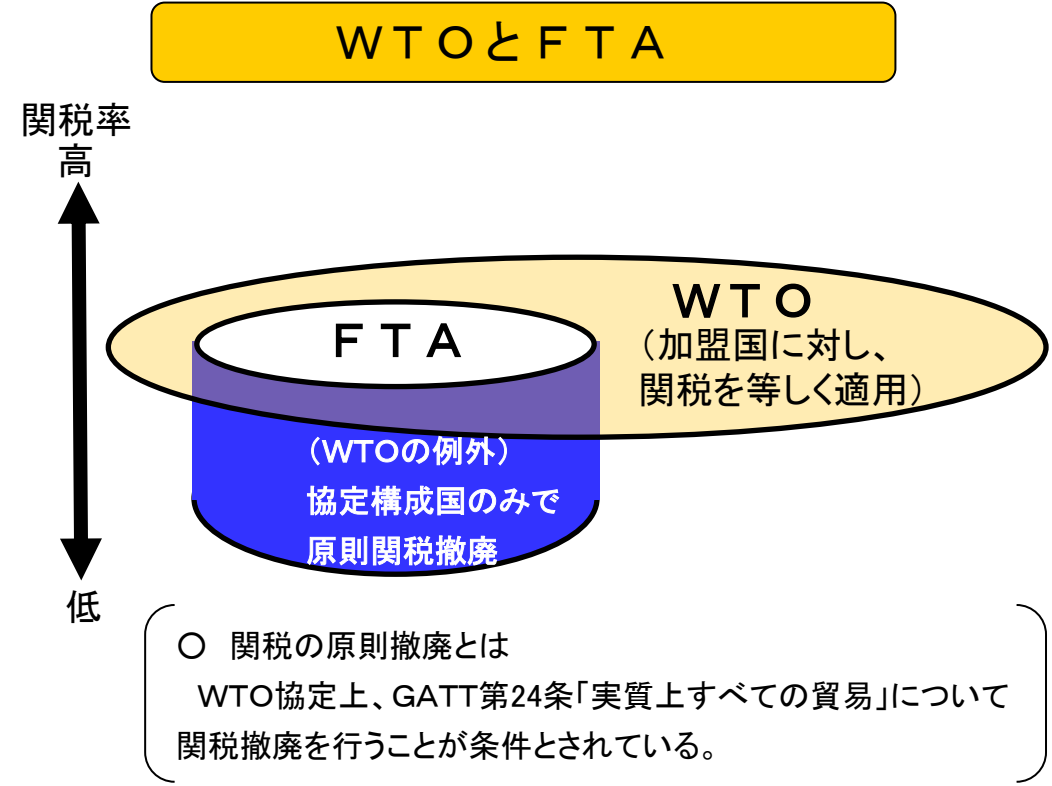 ＷＴＯとＦＴＡ
関税率
高
ＷＴＯ
（加盟国に対し、
関税を等しく適用）
ＦＴＡ
（WTOの例外）
協定構成国のみで
原則関税撤廃
低
○　関税の原則撤廃とは
WTO協定上、GATT第24条「実質上すべての貿易」について
関税撤廃を行うことが条件とされている。